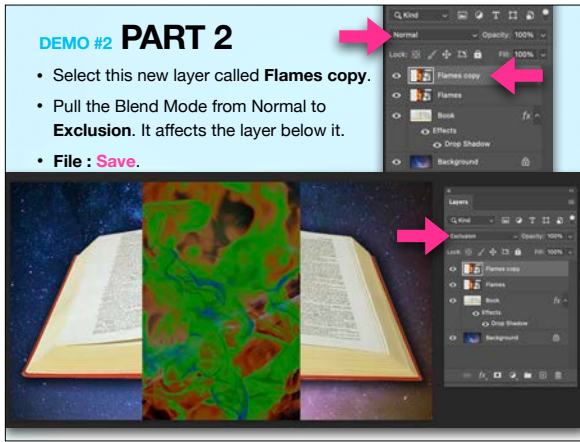 DEMO #2 PART 2
• Select this new layer called Flames copy.
• Pull the Blend Mode from Normal to
Exclusion. It affects the layer below it.
• File : Save.
Kind
Normal Opacity: 100%
Lock: Fill: 100%
Flames copy
Flames
Book fx
Effects
Drop Shadow
Background
Layers
Kind
Exclusion Opacity: 100%
Lock: Fill: 100%
Flames copy
Flames
Book fx
Effects
Drop Shadow
Background
fx